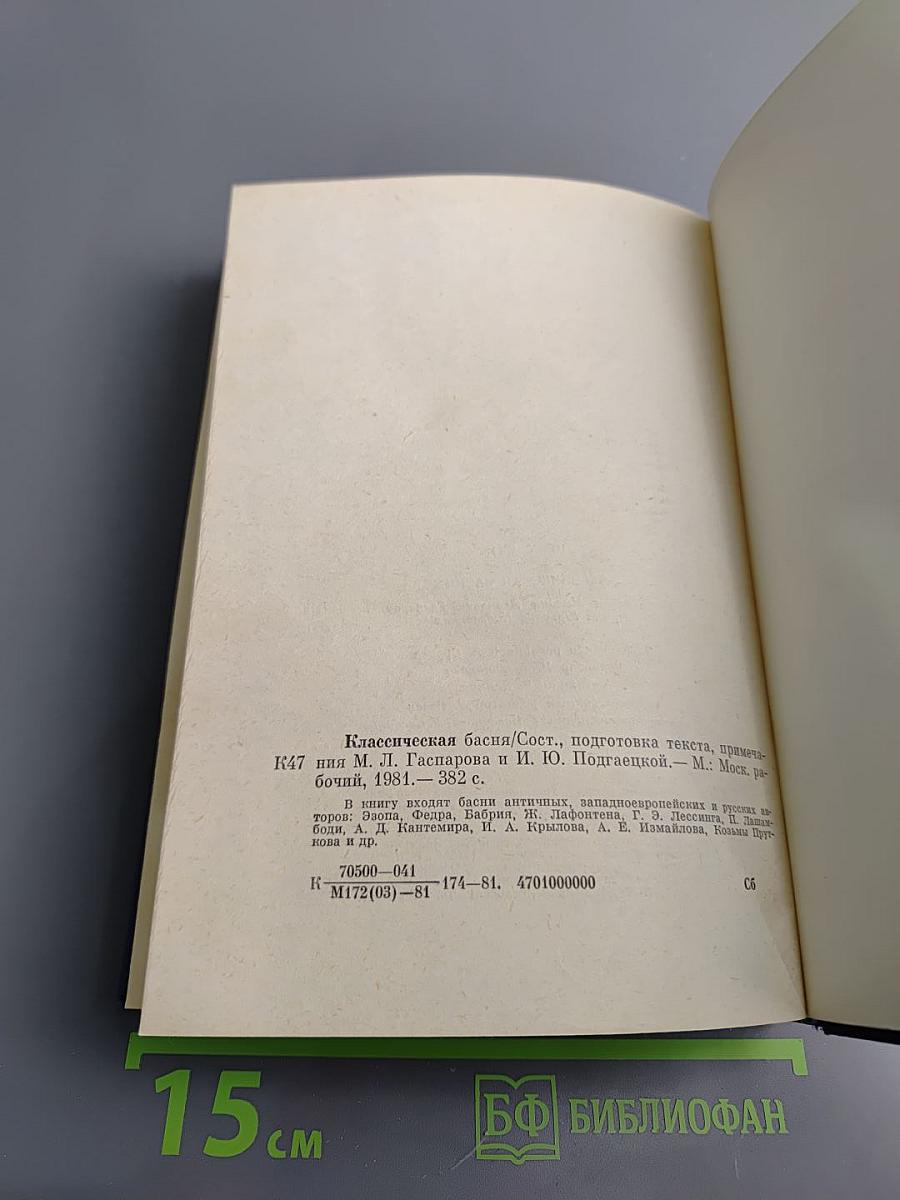 Классическая басня/Сост., подготовка текста, примеча-
К47 ния М. Л. Гаспарова и И. Ю. Подгаецкой.— М.: Моск. ра-
бочий, 1981.— 382 с.
В книгу входят басни античных, западноевропейских и русских ав-
торов: Эзопа, Федра, Бабрия, Ж. Лафонтена, Г. Э. Лессинга, П. Лашам-
боди, А. Д. Кантемира, И. А. Крылова, А. Е. Измайлова, Козьмы Прут-
кова и др.
70500—041
К 174—81. 4701000000 Сб
М172(03)—81
15 см
БФ БИБЛИОФАН